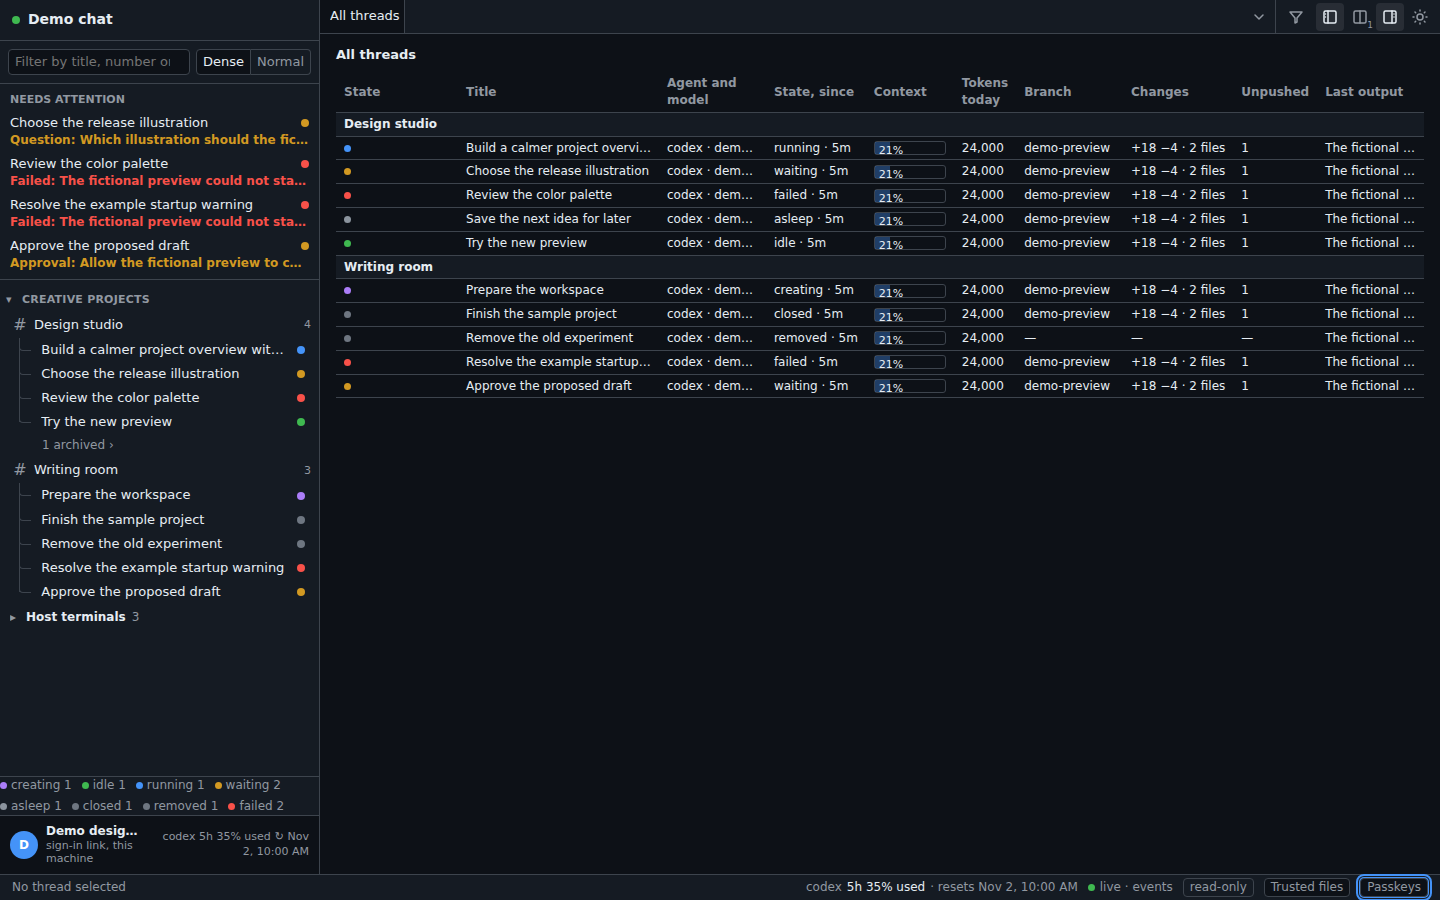 Demo chat
Filter by title, number or
Dense Normal
NEEDS ATTENTION
Choose the release illustration
Question: Which illustration should the fic…
Review the color palette
Failed: The fictional preview could not sta…
Resolve the example startup warning
Failed: The fictional preview could not sta…
Approve the proposed draft
Approval: Allow the fictional preview to c…
▾ CREATIVE PROJECTS
# Design studio 4
Build a calmer project overview wit…
Choose the release illustration
Review the color palette
Try the new preview
1 archived ›
# Writing room 3
Prepare the workspace
Finish the sample project
Remove the old experiment
Resolve the example startup warning
Approve the proposed draft
▸ Host terminals 3
creating 1 idle 1 running 1 waiting 2
asleep 1 closed 1 removed 1 failed 2
D
Demo desig…
sign-in link, this
machine
codex 5h 35% used ↻ Nov
2, 10:00 AM
All threads
1
All threads
State Title Agent and model State, since Context Tokens today Branch Changes Unpushed Last output
Design studio
Build a calmer project overvi… codex · dem… running · 5m 21% 24,000 demo-preview +18 −4 · 2 files 1 The fictional …
Choose the release illustration codex · dem… waiting · 5m 21% 24,000 demo-preview +18 −4 · 2 files 1 The fictional …
Review the color palette codex · dem… failed · 5m 21% 24,000 demo-preview +18 −4 · 2 files 1 The fictional …
Save the next idea for later codex · dem… asleep · 5m 21% 24,000 demo-preview +18 −4 · 2 files 1 The fictional …
Try the new preview codex · dem… idle · 5m 21% 24,000 demo-preview +18 −4 · 2 files 1 The fictional …
Writing room
Prepare the workspace codex · dem… creating · 5m 21% 24,000 demo-preview +18 −4 · 2 files 1 The fictional …
Finish the sample project codex · dem… closed · 5m 21% 24,000 demo-preview +18 −4 · 2 files 1 The fictional …
Remove the old experiment codex · dem… removed · 5m 21% 24,000 — — — The fictional …
Resolve the example startup… codex · dem… failed · 5m 21% 24,000 demo-preview +18 −4 · 2 files 1 The fictional …
Approve the proposed draft codex · dem… waiting · 5m 21% 24,000 demo-preview +18 −4 · 2 files 1 The fictional …
No thread selected
codex 5h 35% used · resets Nov 2, 10:00 AM live · events read-only Trusted files Passkeys